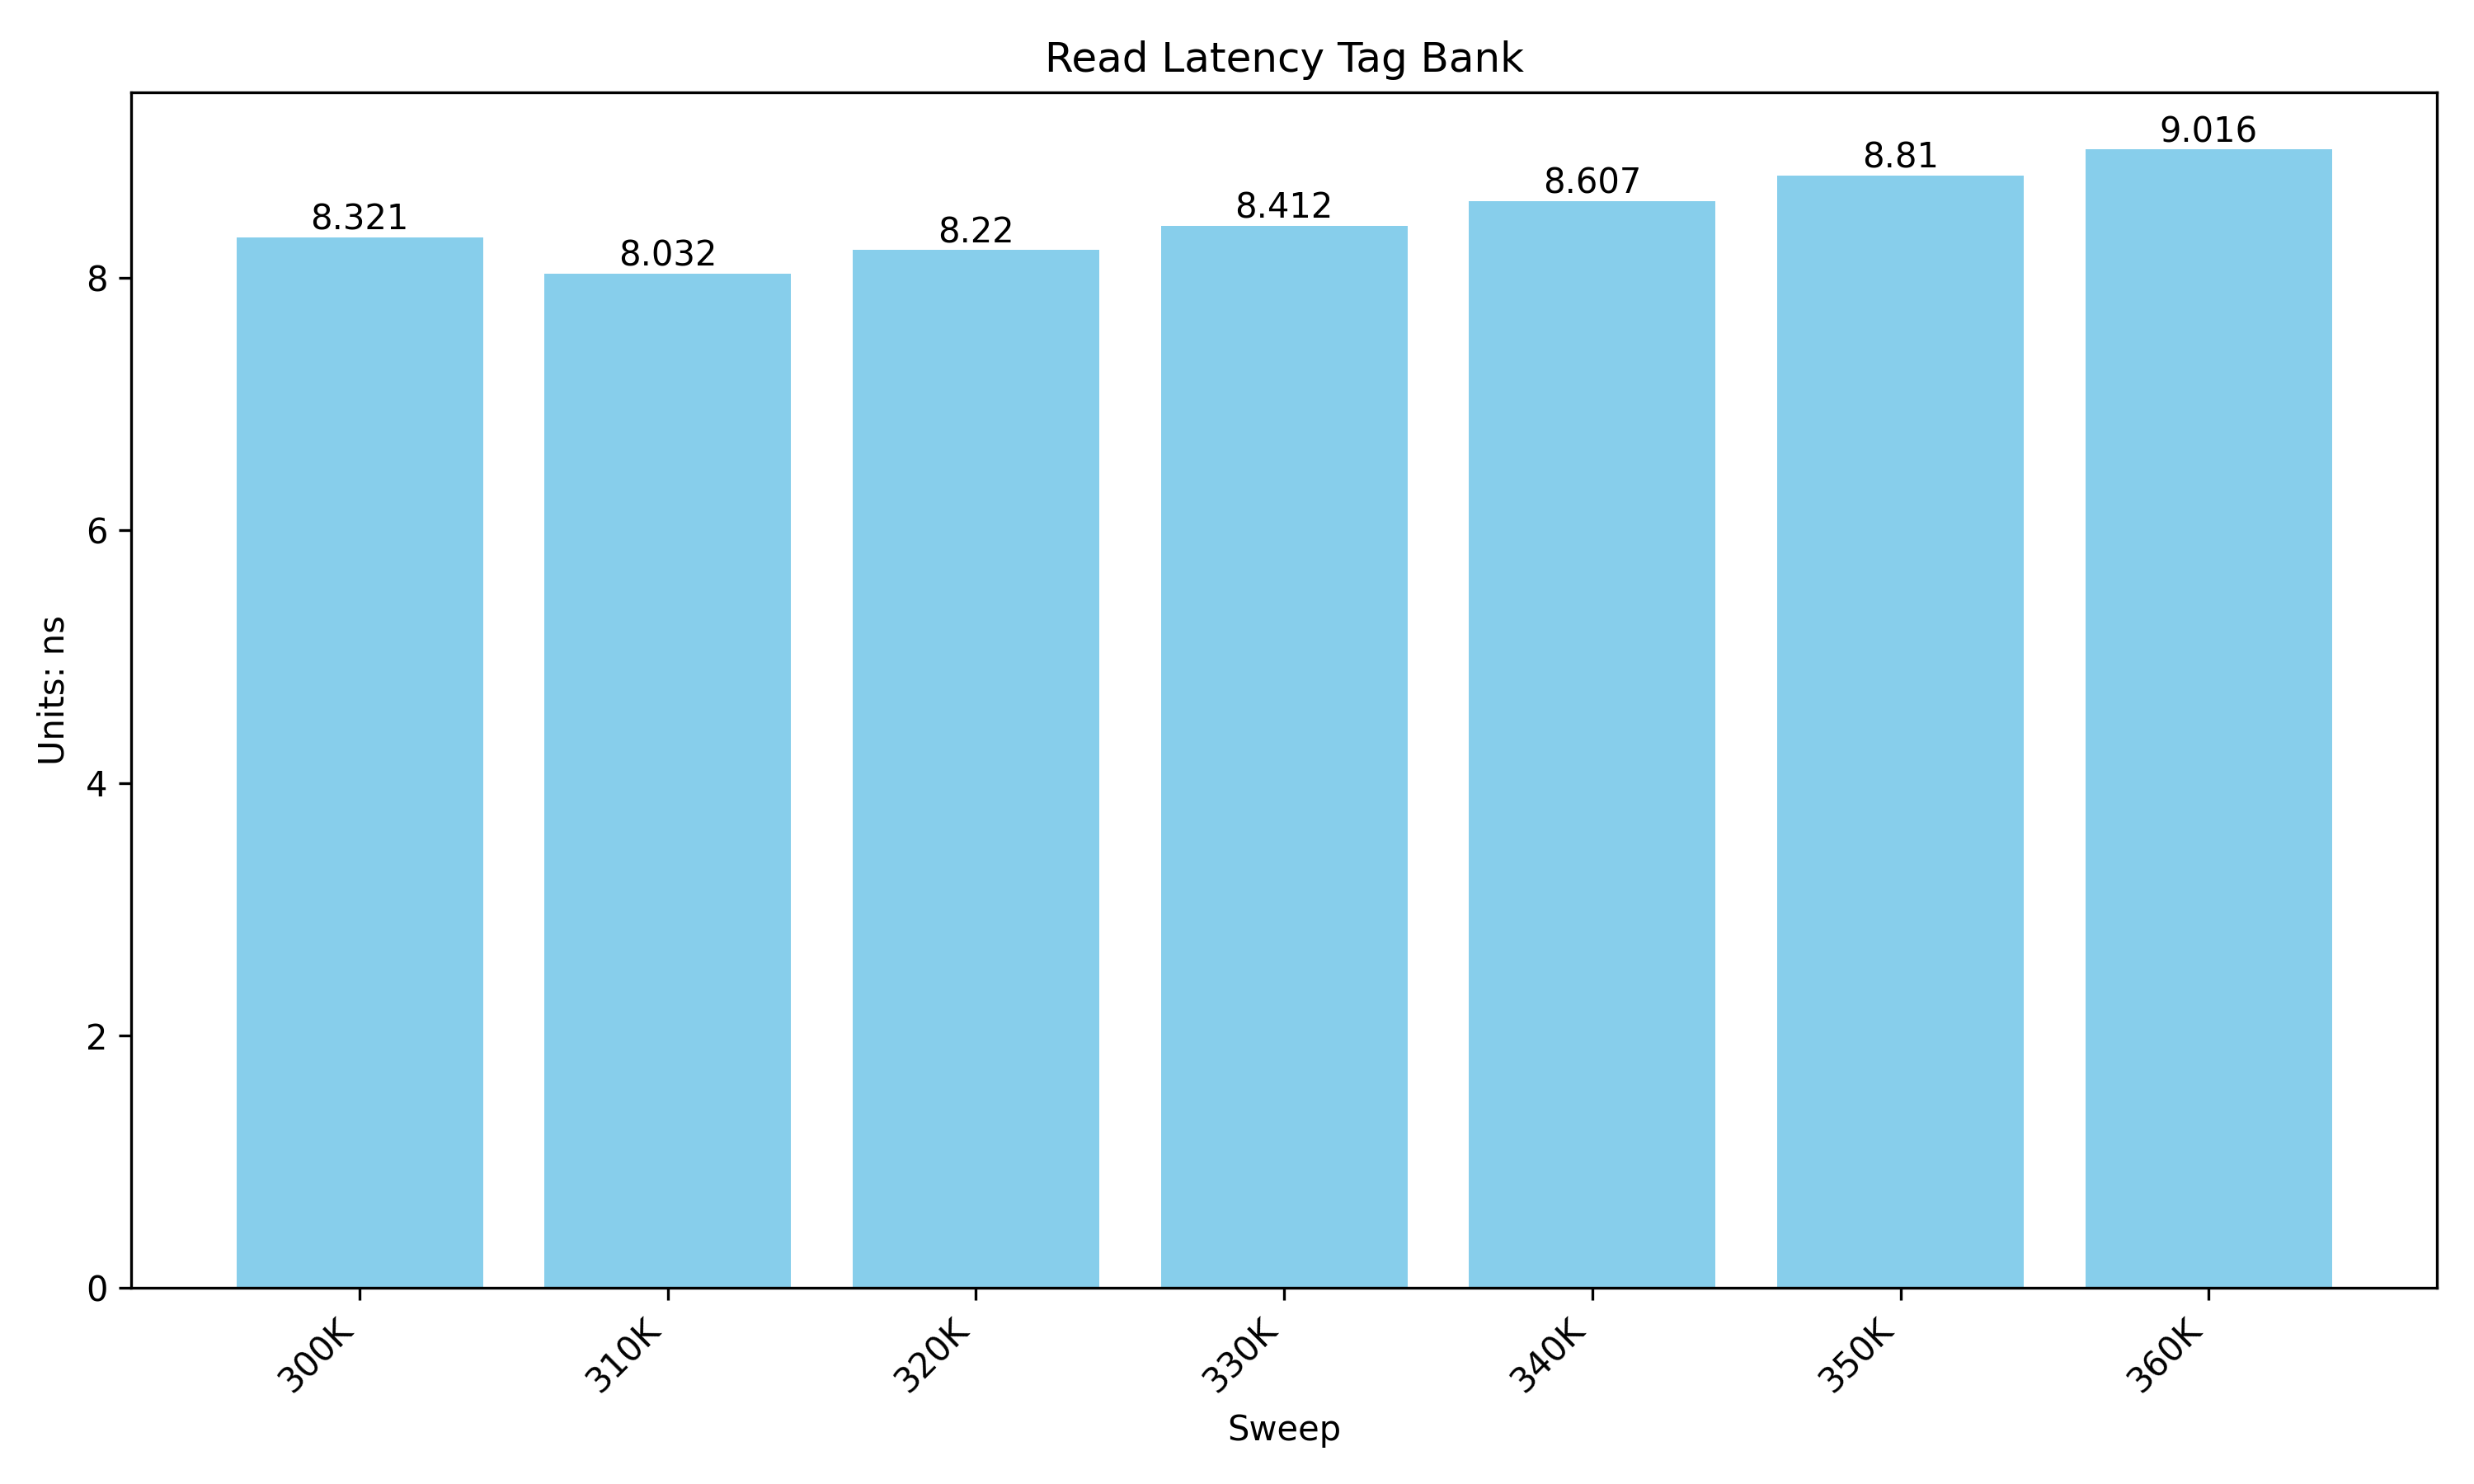 Read Latency Tag Bank
Units: ns
8
6
4
2
0
8.321
8.032
8.22
8.412
8.607
8.81
9.016
300K
310K
320K
330K
340K
350K
360K
Sweep